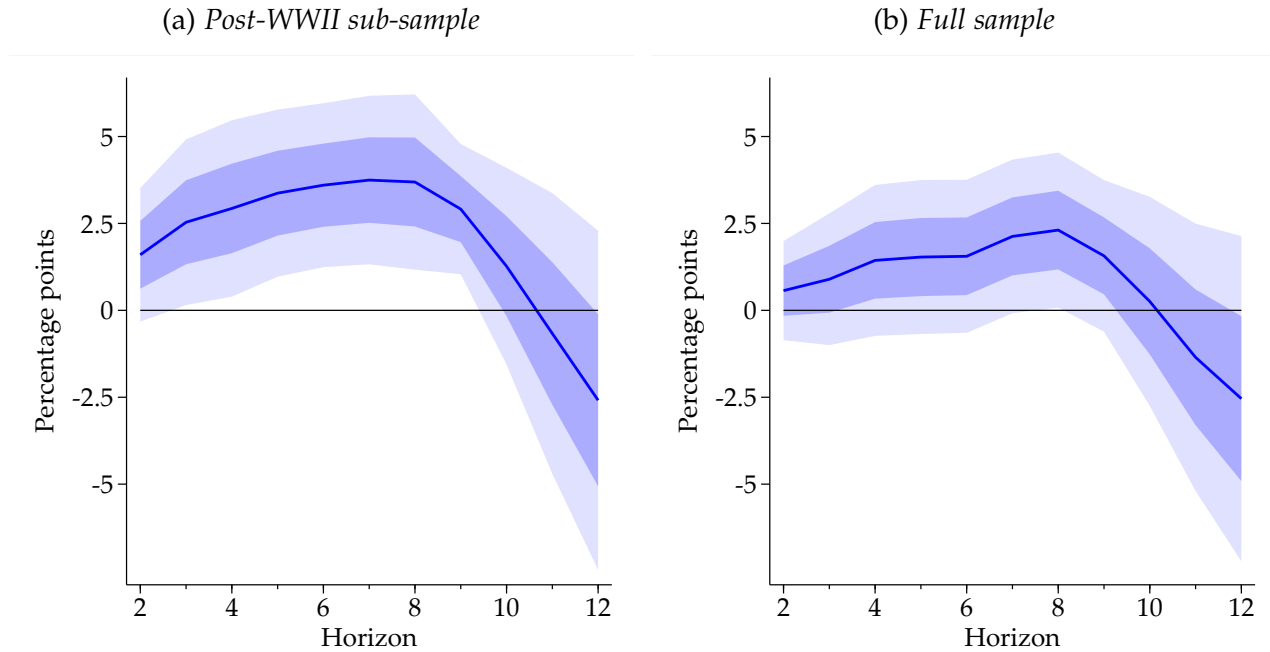 (a) Post-WWII sub-sample
5
2.5
0
-2.5
-5
Percentage points
2 4 6 8 10 12
Horizon
(b) Full sample
5
2.5
0
-2.5
-5
Percentage points
2 4 6 8 10 12
Horizon